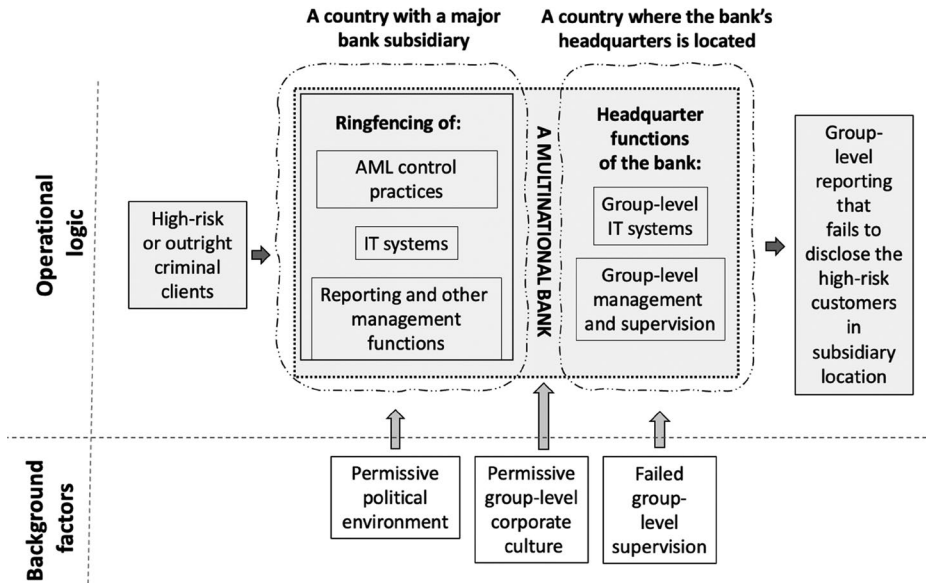 A country with a major
bank subsidiary
A country where the bank's
headquarters is located
Operational
logic
High-risk
or outright
criminal
clients
Ringfencing of:
AML control
practices
IT systems
Reporting and other
management
functions
A MULTINATIONAL BANK
Headquarter
functions
of the bank:
Group-level
IT systems
Group-level
management
and supervision
Group-
level
reporting
that
fails to
disclose the
high-risk
customers
in
subsidiary
location
Background
factors
Permissive
political
environment
Permissive
group-level
corporate
culture
Failed
group-
level
supervision